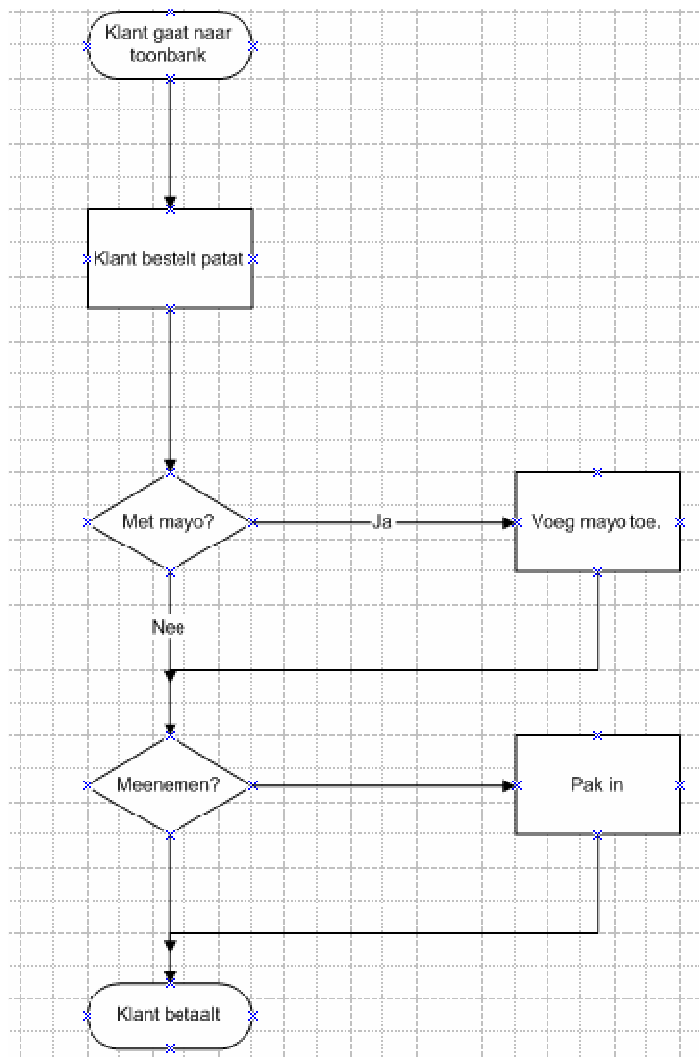 Klant gaat naar
toonbank
Klant bestelt patat
Met mayo?
Ja
Voeg mayo toe.
Nee
Meenemen?
Pak in
Klant betaalt